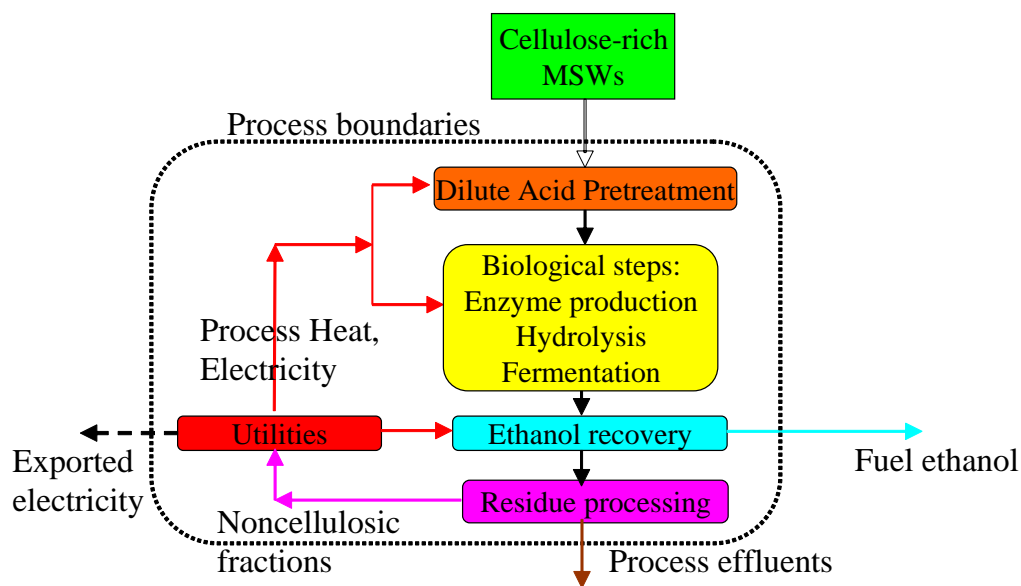 Cellulose-rich
MSWs
Process boundaries
Dilute Acid Pretreatment
Biological steps:
Enzyme production
Hydrolysis
Fermentation
Process Heat,
Electricity
Utilities
Ethanol recovery
Exported
electricity
Fuel ethanol
Residue processing
Noncellulosic
fractions
Process effluents